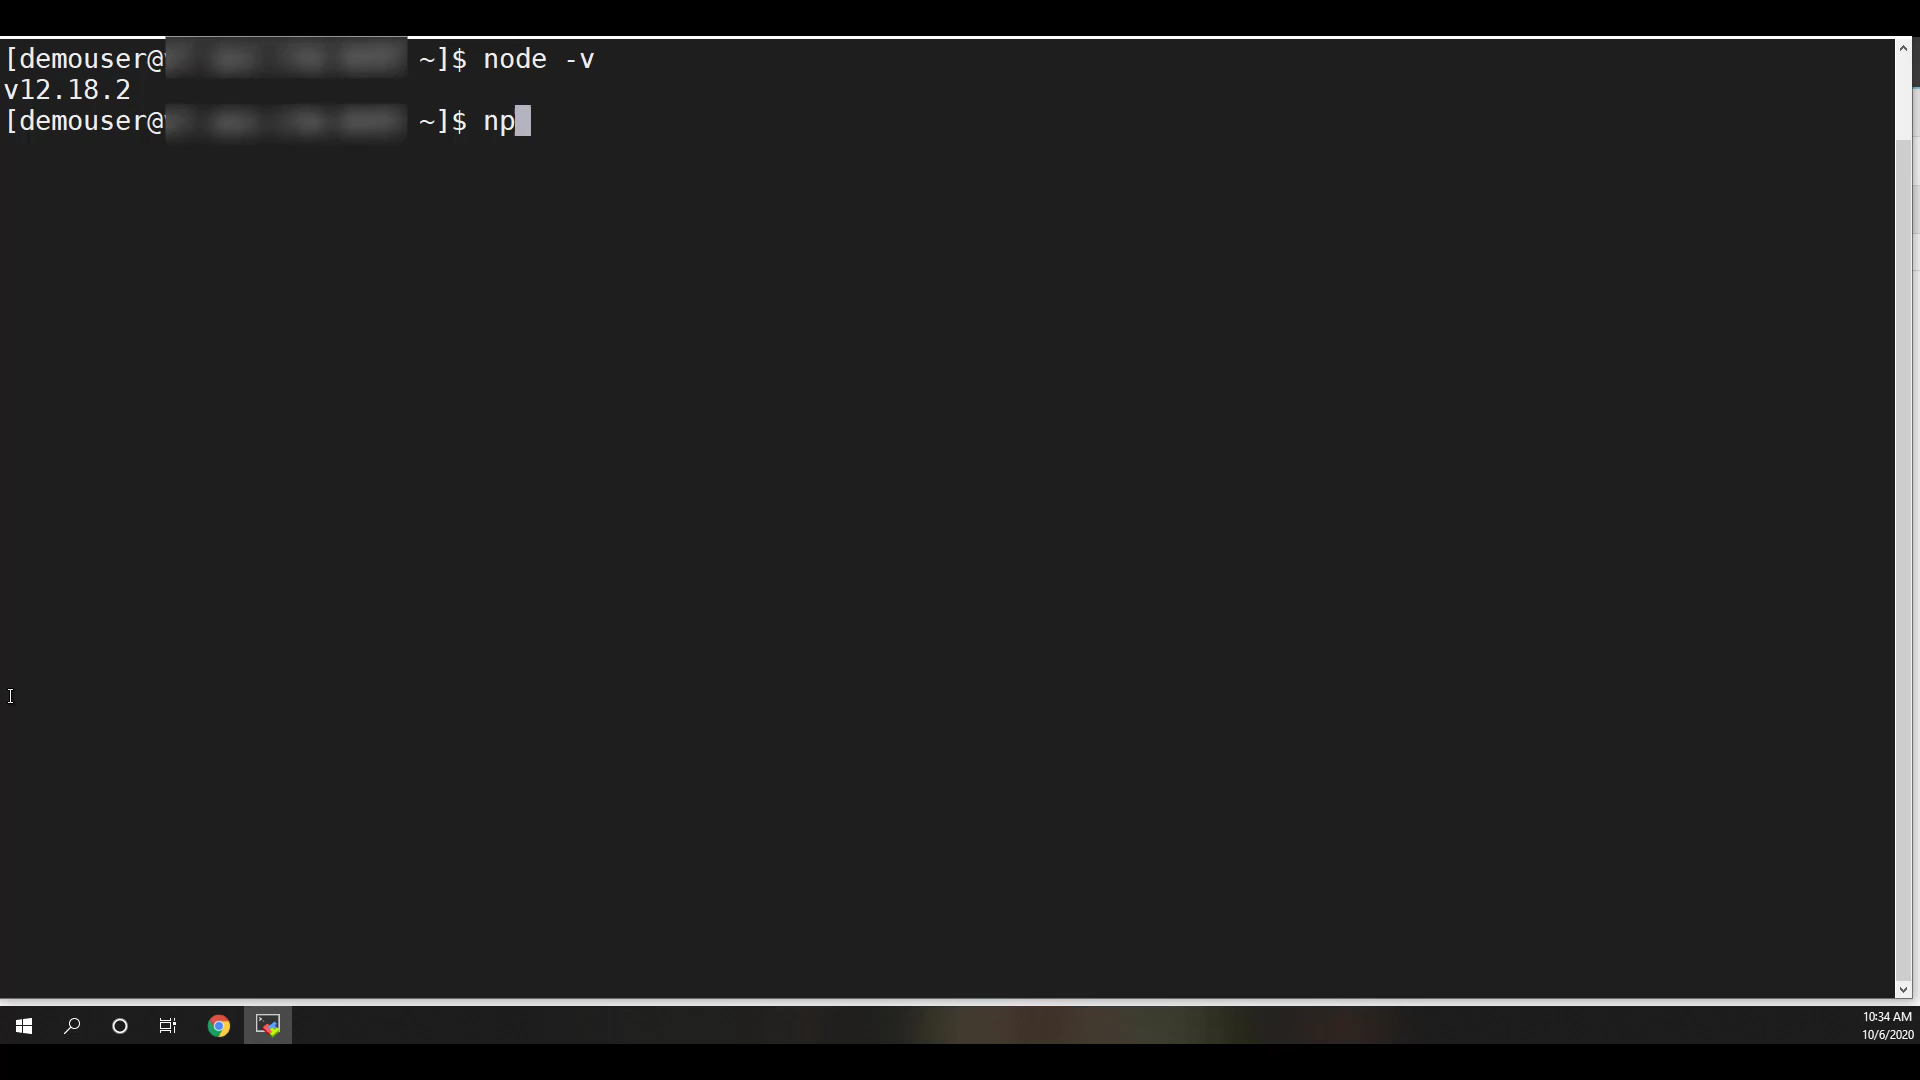 [demouser@ ~]$ node -v
v12.18.2
[demouser@ ~]$ np
10:34 AM
10/6/2020